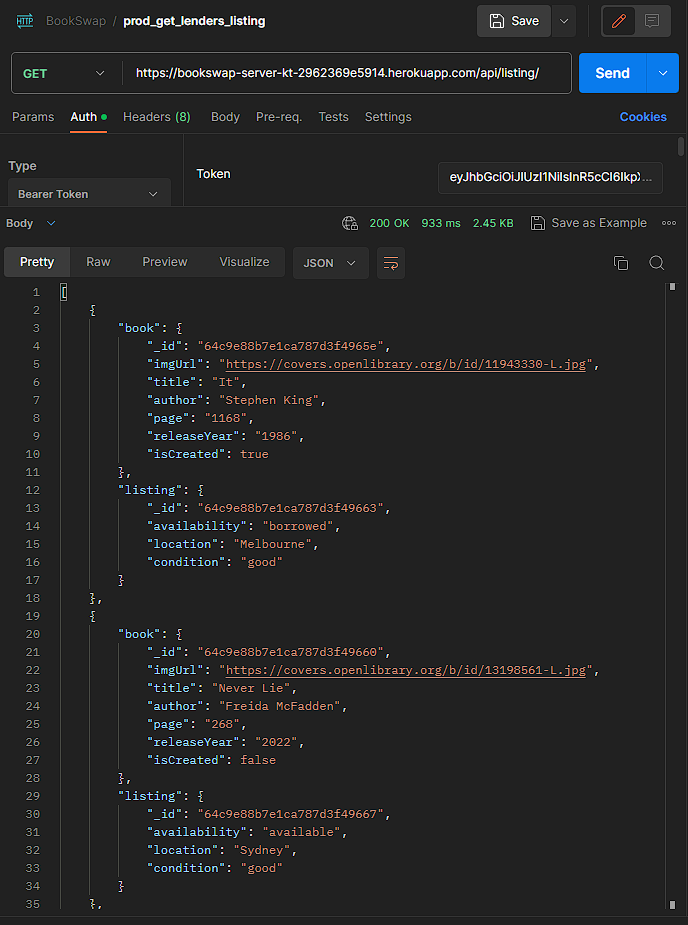 HTTP BookSwap / prod_get_lenders_listing Save
GET https://bookswap-server-kt-2962369e5914.herokuapp.com/api/listing/ Send
Params Auth Headers (8) Body Pre-req. Tests Settings Cookies
Type
Token
eyJhbGciOiJIUzI1NiIsInR5cCI6IkpX...
Bearer Token
Body 200 OK 933 ms 2.45 KB Save as Example
Pretty Raw Preview Visualize JSON
1 [
2 {
3 "book": {
4 "_id": "64c9e88b7e1ca787d3f4965e",
5 "imgUrl": "https://covers.openlibrary.org/b/id/11943330-L.jpg",
6 "title": "It",
7 "author": "Stephen King",
8 "page": "1168",
9 "releaseYear": "1986",
10 "isCreated": true
11 },
12 "listing": {
13 "_id": "64c9e88b7e1ca787d3f49663",
14 "availability": "borrowed",
15 "location": "Melbourne",
16 "condition": "good"
17 }
18 },
19 {
20 "book": {
21 "_id": "64c9e88b7e1ca787d3f49660",
22 "imgUrl": "https://covers.openlibrary.org/b/id/13198561-L.jpg",
23 "title": "Never Lie",
24 "author": "Freida McFadden",
25 "page": "268",
26 "releaseYear": "2022",
27 "isCreated": false
28 },
29 "listing": {
30 "_id": "64c9e88b7e1ca787d3f49667",
31 "availability": "available",
32 "location": "Sydney",
33 "condition": "good"
34 }
35 },